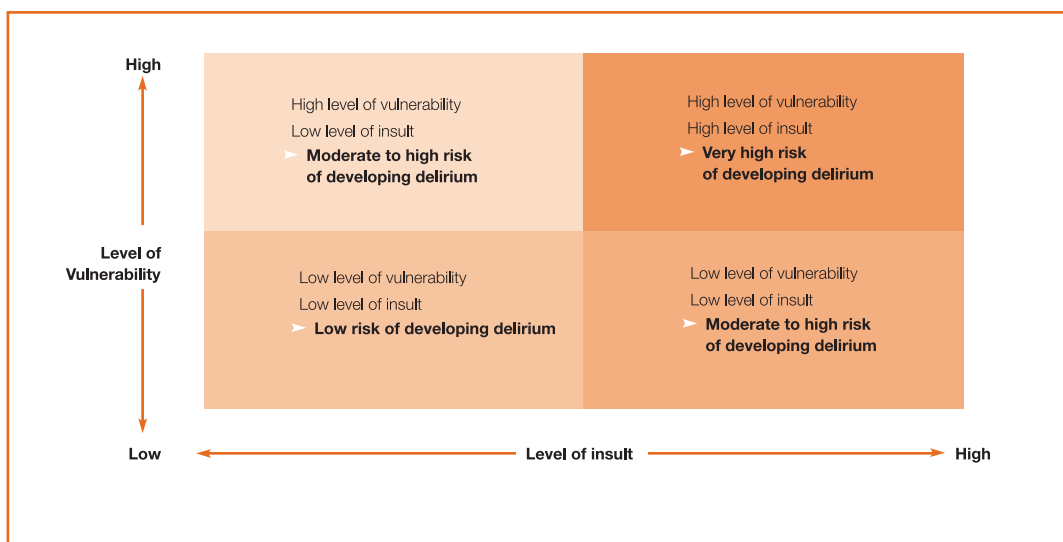 High
High level of vulnerability
Low level of insult
➤ Moderate to high risk
of developing delirium
High level of vulnerability
High level of insult
➤ Very high risk
of developing delirium
Level of
Vulnerability
Low level of vulnerability
Low level of insult
➤ Low risk of developing delirium
Low level of vulnerability
Low level of insult
➤ Moderate to high risk
of developing delirium
Low
Level of insult
High